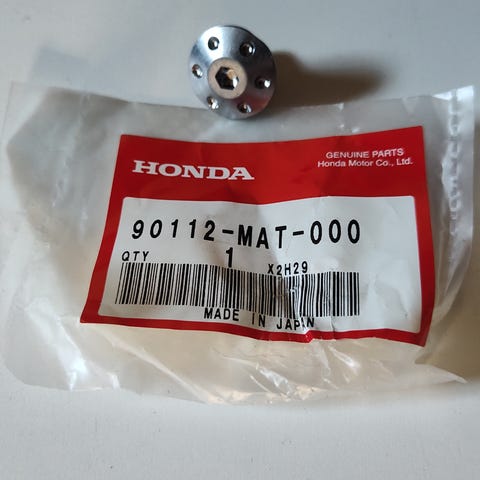 HONDA
GENUINE PARTS
Honda Motor Co., Ltd.
90112-MAT-000
QTY 1 X2H29
MADE IN JAPAN